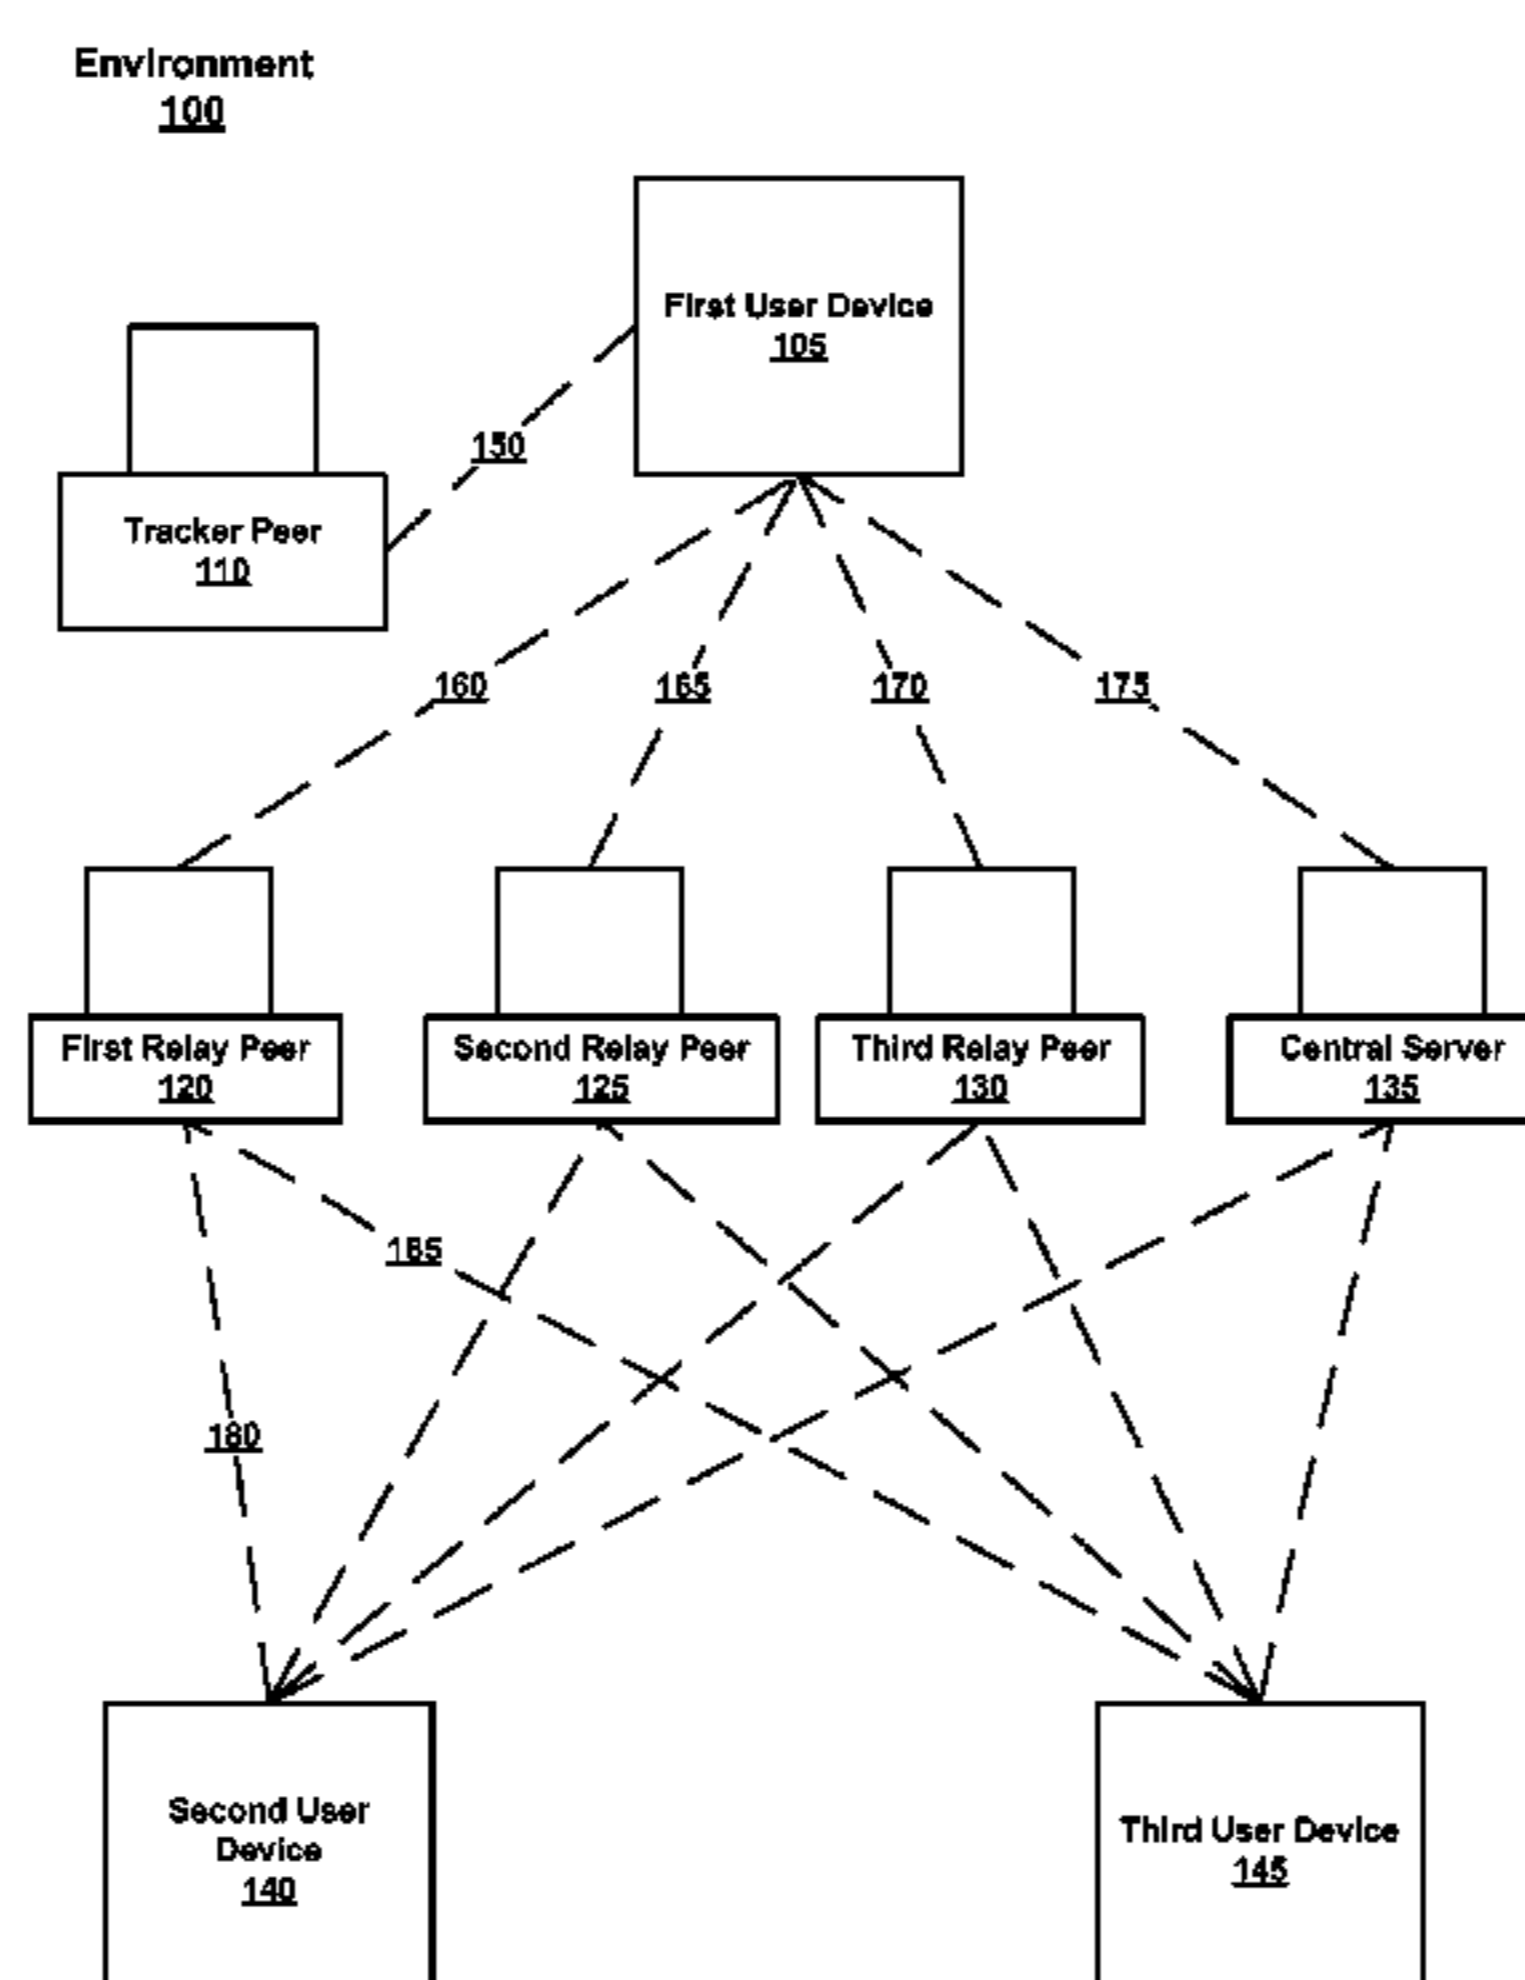 Environment
100
First User Device
105
150
Tracker Peer
110
160
165
170
175
First Relay Peer
120
Second Relay Peer
125
Third Relay Peer
130
Central Server
135
185
180
Second User
Device
140
Third User Device
145